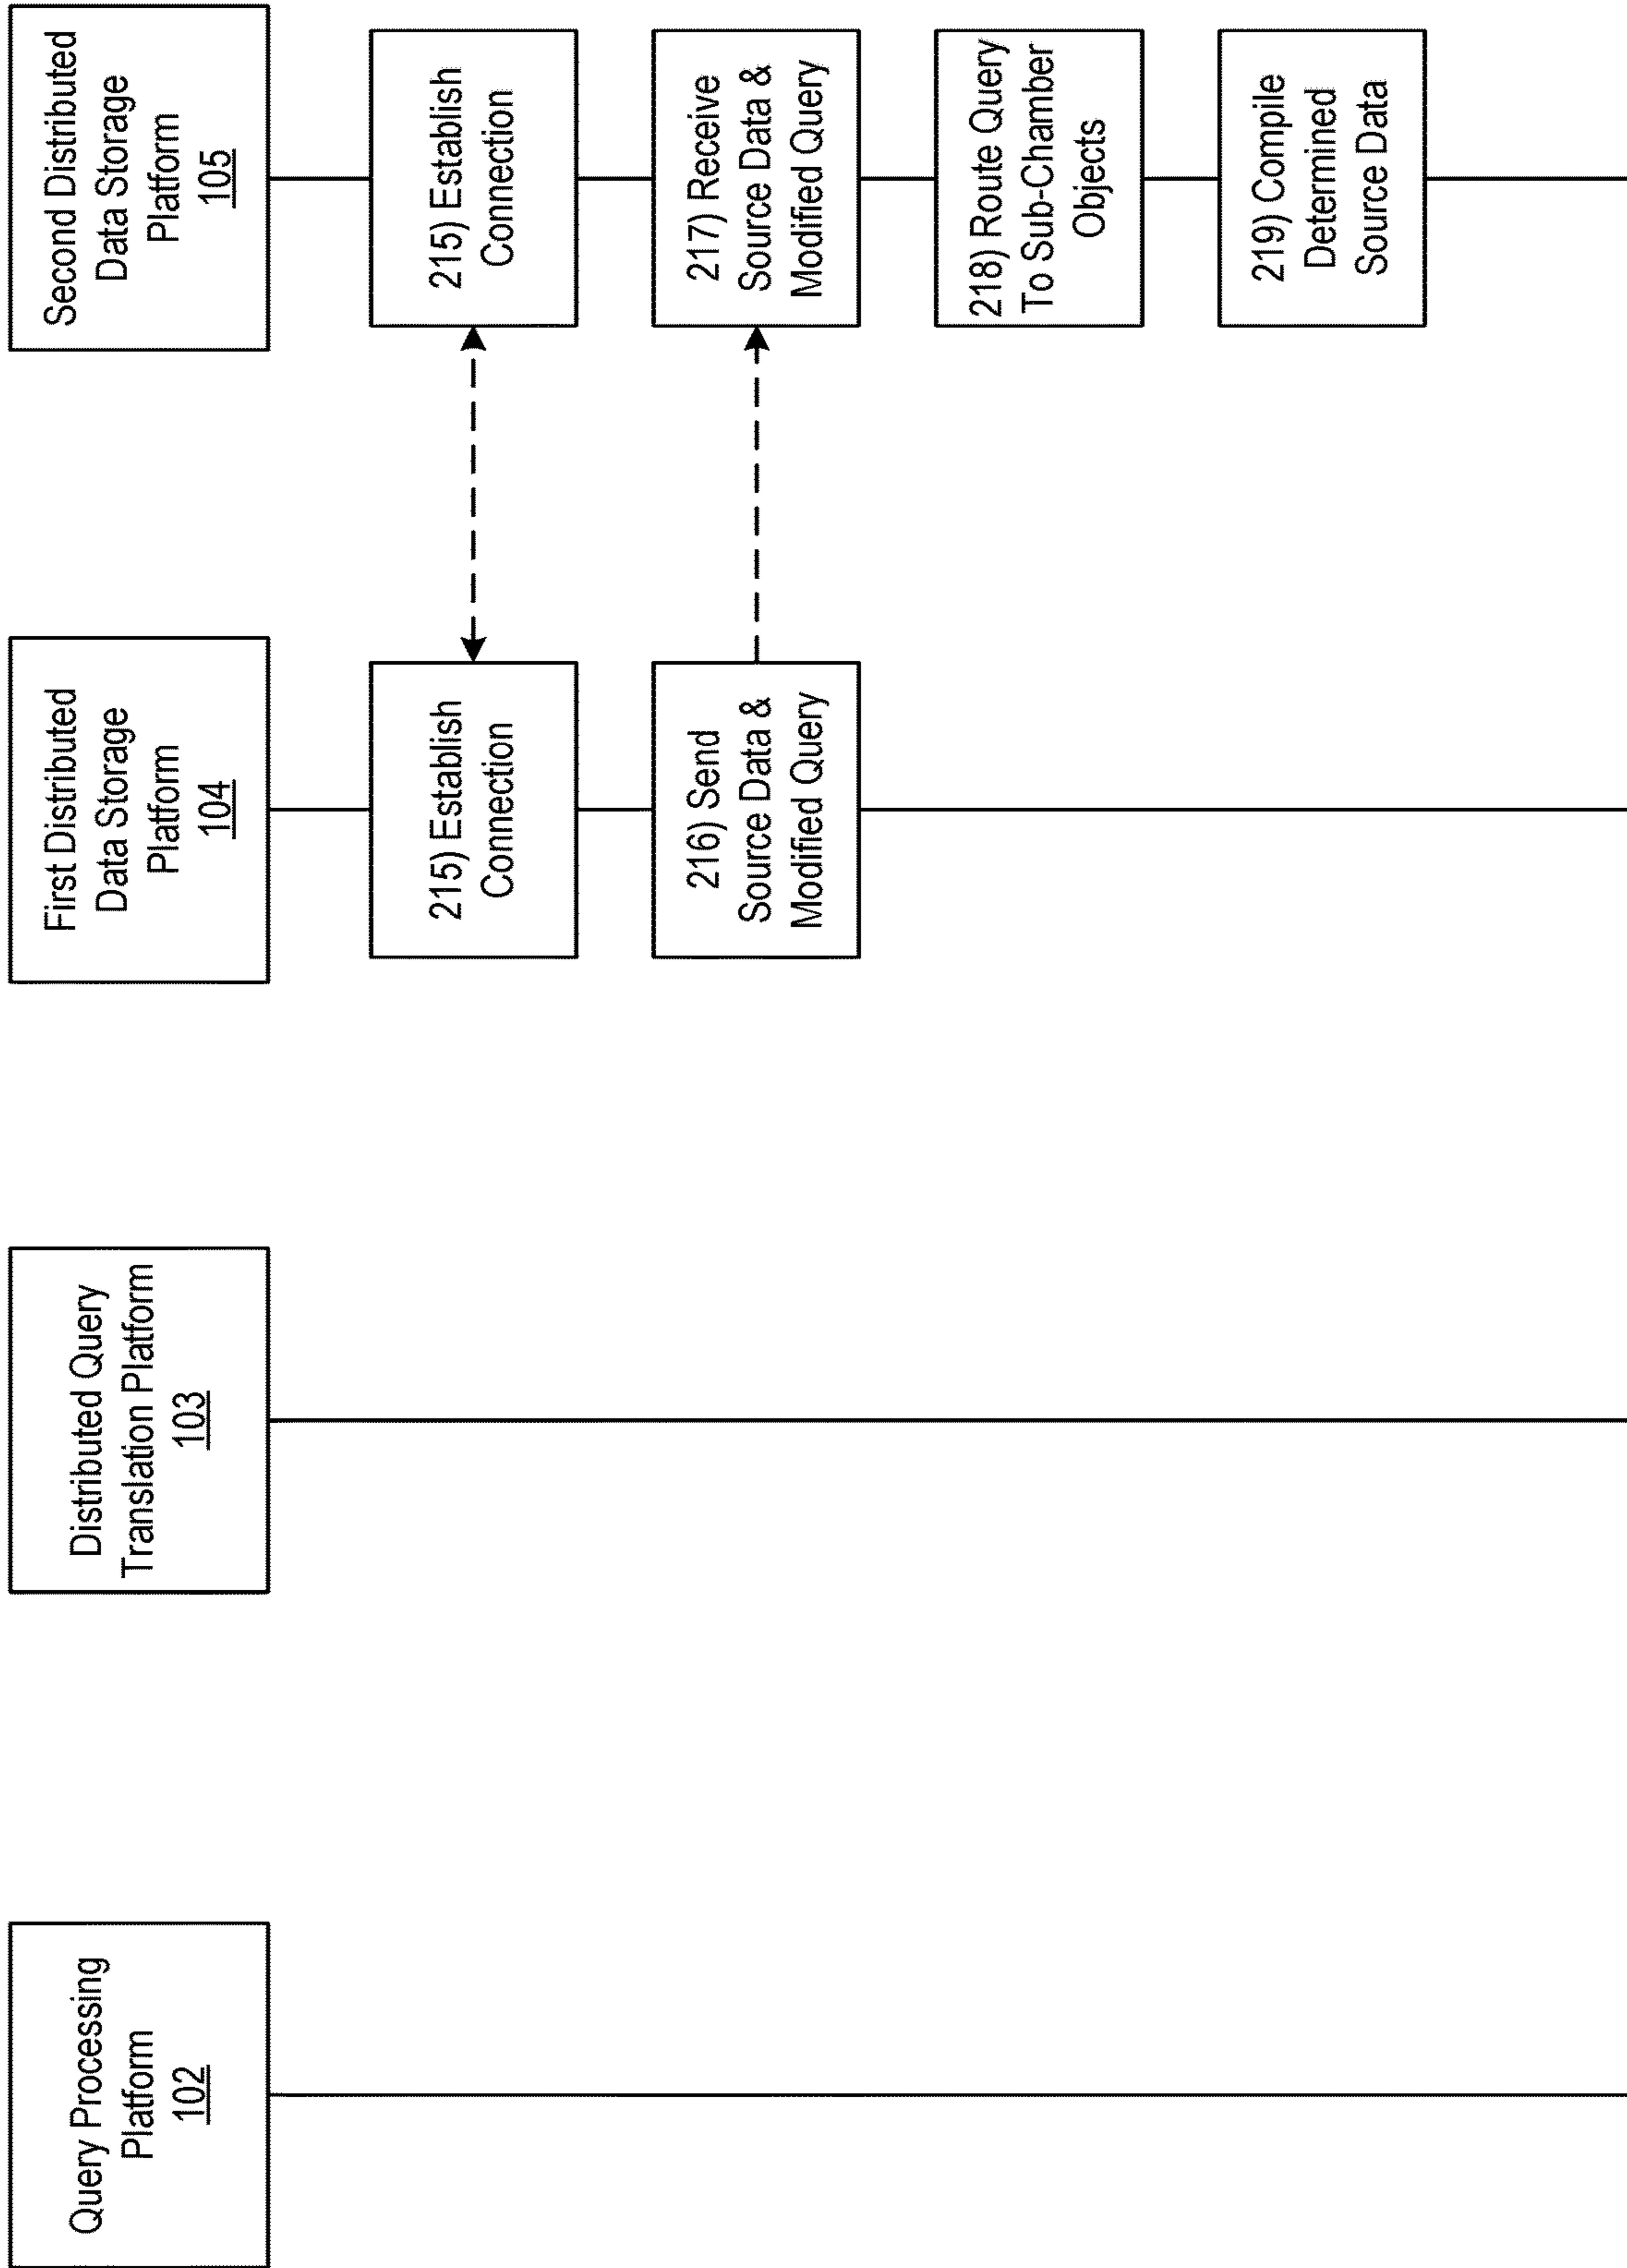 Query Processing
Platform
102
Distributed Query
Translation Platform
103
First Distributed
Data Storage
Platform
104
Second Distributed
Data Storage
Platform
105
215) Establish
Connection
215) Establish
Connection
216) Send
Source Data &
Modified Query
217) Receive
Source Data &
Modified Query
218) Route Query
To Sub-Chamber
Objects
219) Compile
Determined
Source Data